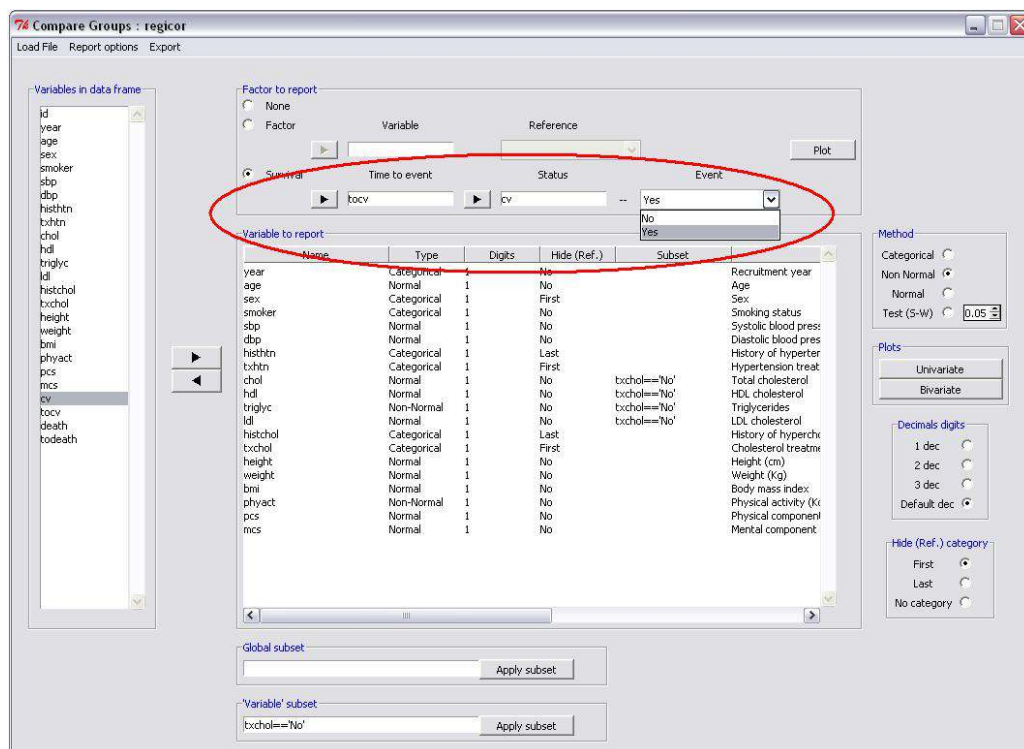 Compare Groups : regicor
Load File Report options Export
Variables in data frame
id
year
age
sex
smoker
sbp
dbp
histhtn
txhtn
chol
hdl
triglyc
ldl
histchol
txchol
height
weight
bmi
phyact
pcs
mcs
cv
tocv
death
todeath
Factor to report
None
Factor Variable Reference
Plot
Survival Time to event Status Event
tocv cv -- Yes
No
Yes
Variable to report
Name Type Digits Hide (Ref.) Subset
year Categorical 1 No Recruitment year
age Normal 1 No Age
sex Categorical 1 First Sex
smoker Categorical 1 No Smoking status
sbp Normal 1 No Systolic blood press
dbp Normal 1 No Diastolic blood pres
histhtn Categorical 1 Last History of hyperter
txhtn Categorical 1 First Hypertension treat
chol Normal 1 No txchol=='No' Total cholesterol
hdl Normal 1 No txchol=='No' HDL cholesterol
triglyc Non-Normal 1 No txchol=='No' Triglycerides
ldl Normal 1 No txchol=='No' LDL cholesterol
histchol Categorical 1 Last History of hypercho
txchol Categorical 1 First Cholesterol treatme
height Normal 1 No Height (cm)
weight Normal 1 No Weight (Kg)
bmi Normal 1 No Body mass index
phyact Non-Normal 1 No Physical activity (Kc
pcs Normal 1 No Physical component
mcs Normal 1 No Mental component
Method
Categorical
Non Normal
Normal
Test (S-W) 0.05
Plots
Univariate
Bivariate
Decimals digits
1 dec
2 dec
3 dec
Default dec
Hide (Ref.) category
First
Last
No category
Global subset
Apply subset
'Variable' subset
txchol=='No' Apply subset